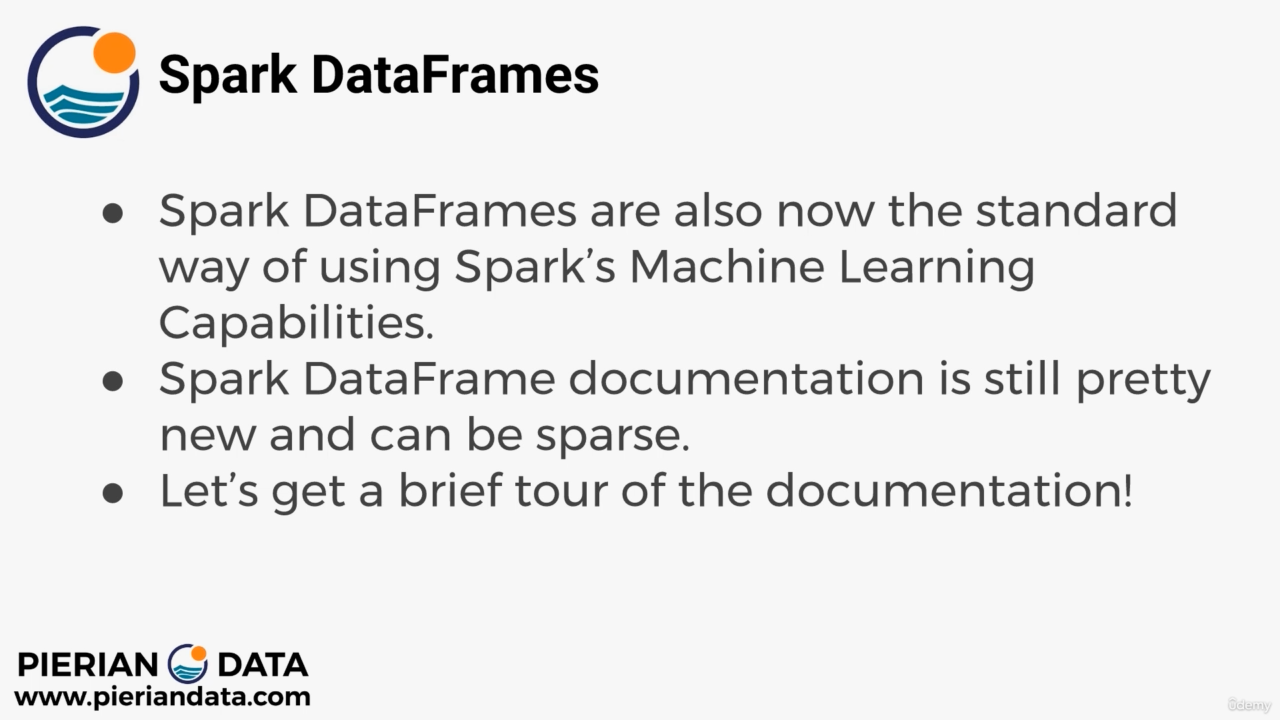 Spark DataFrames
● Spark DataFrames are also now the standard
way of using Spark’s Machine Learning
Capabilities.
● Spark DataFrame documentation is still pretty
new and can be sparse.
● Let’s get a brief tour of the documentation!
PIERIAN DATA
www.pieriandata.com
ûdemy